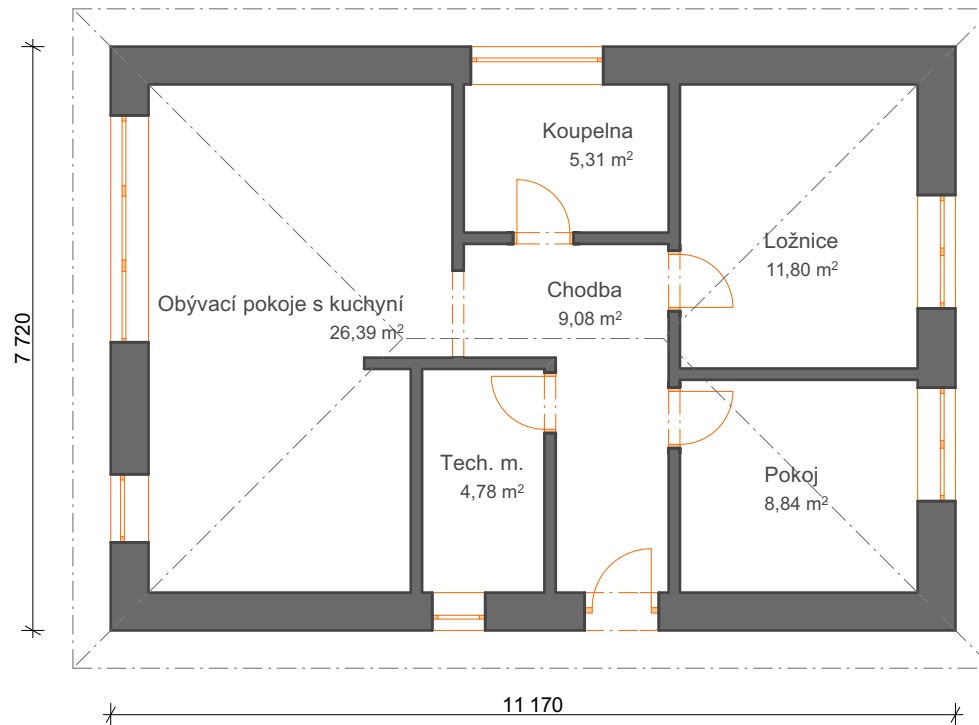 Koupelna
5,31 m²
Ložnice
11,80 m²
Chodba
9,08 m²
Obývací pokoje s kuchyní
26,39 m²
7 720
Tech. m.
4,78 m²
Pokoj
8,84 m²
11 170